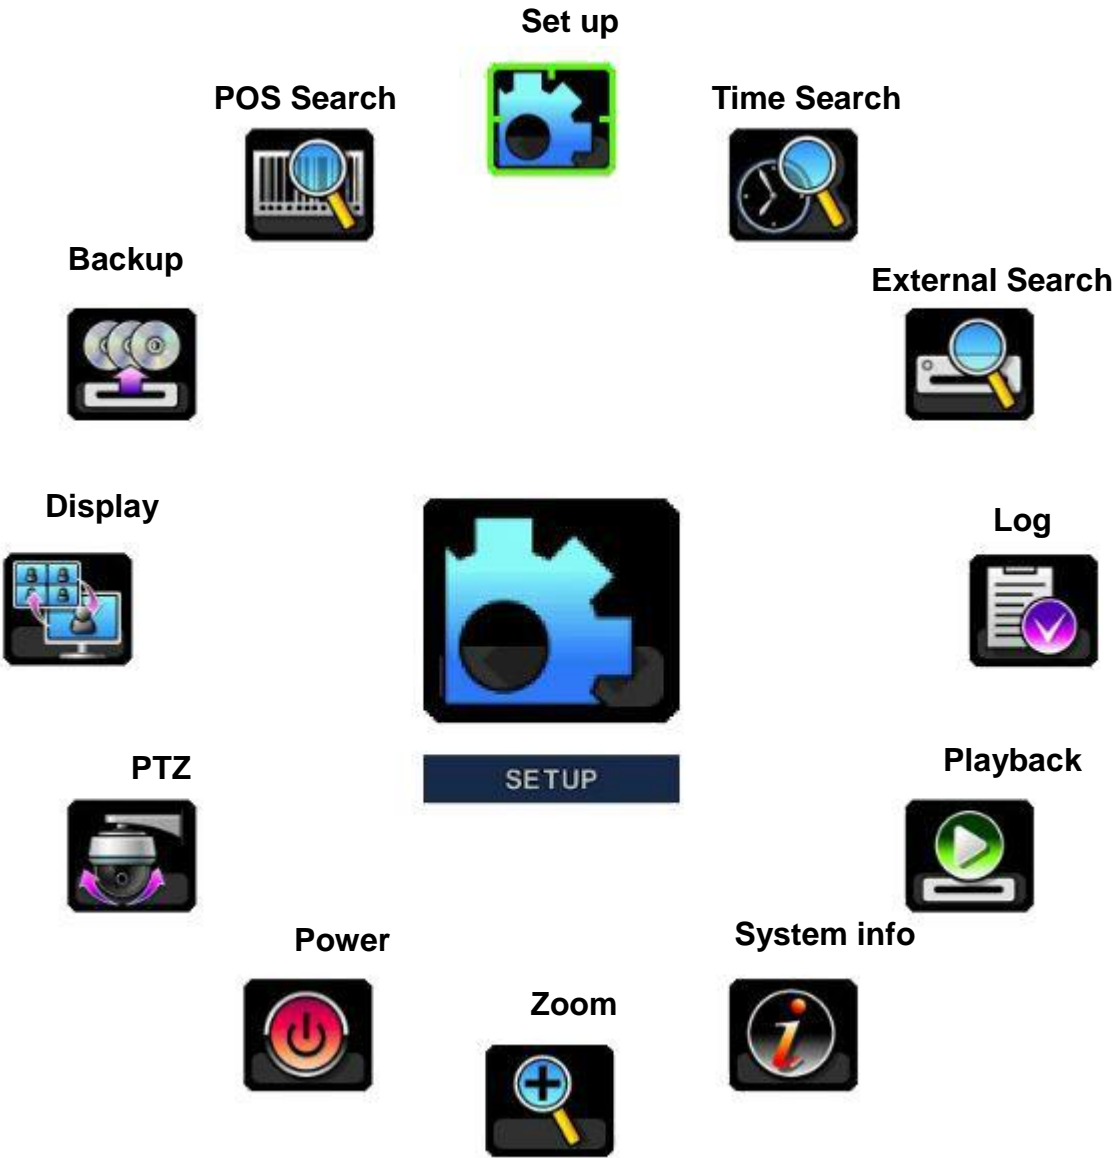 Set up
POS Search
Time Search
Backup
External Search
Display
Log
PTZ
SETUP
Playback
Power
System info
Zoom